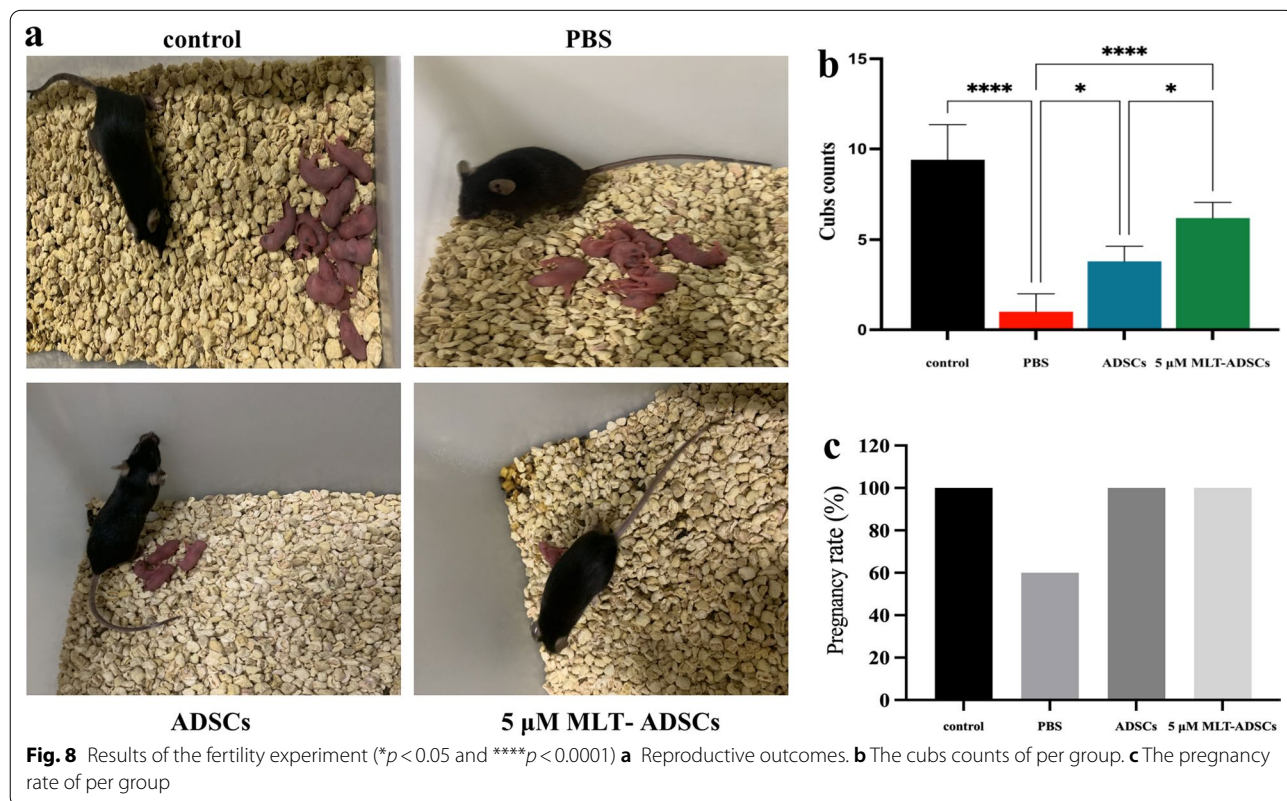 a
control
PBS
ADSCs
5 μM MLT- ADSCs
b
Cubs counts
15
10
5
0
****
****
*
*
control
PBS
ADSCs
5 μM MLT-ADSCs
c
Pregnancy rate (%)
120
100
80
60
40
20
0
control
PBS
ADSCs
5 μM MLT-ADSCs
Fig. 8 Results of the fertility experiment (*p < 0.05 and ****p < 0.0001) a Reproductive outcomes. b The cubs counts of per group. c The pregnancy
rate of per group